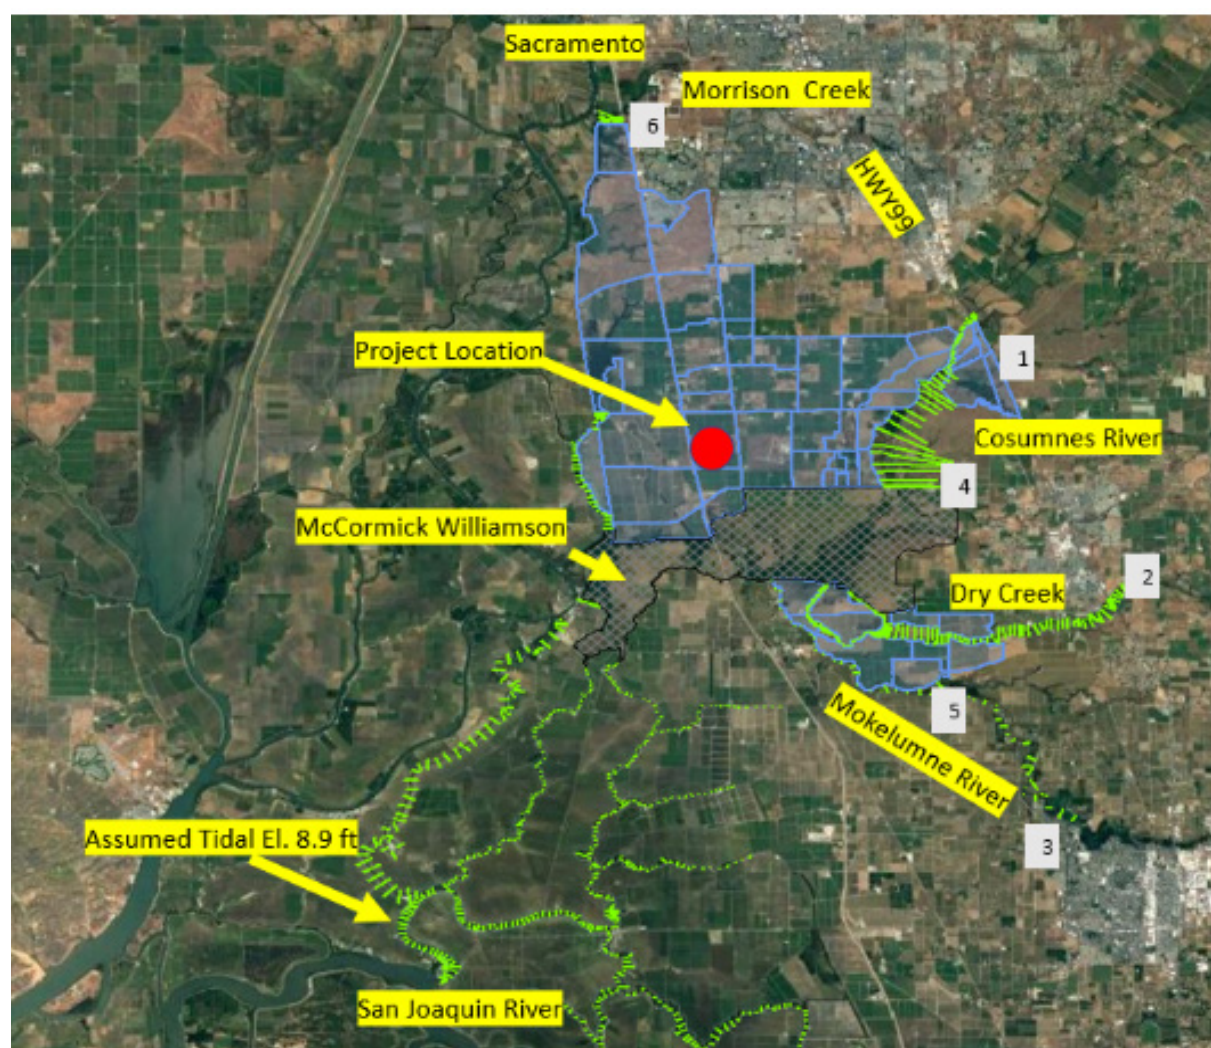 Sacramento
Morrison Creek
6
HWY99
Project Location
1
Cosumnes River
4
McCormick Williamson
2
Dry Creek
5
Mokelumne River
Assumed Tidal El. 8.9 ft
3
San Joaquin River